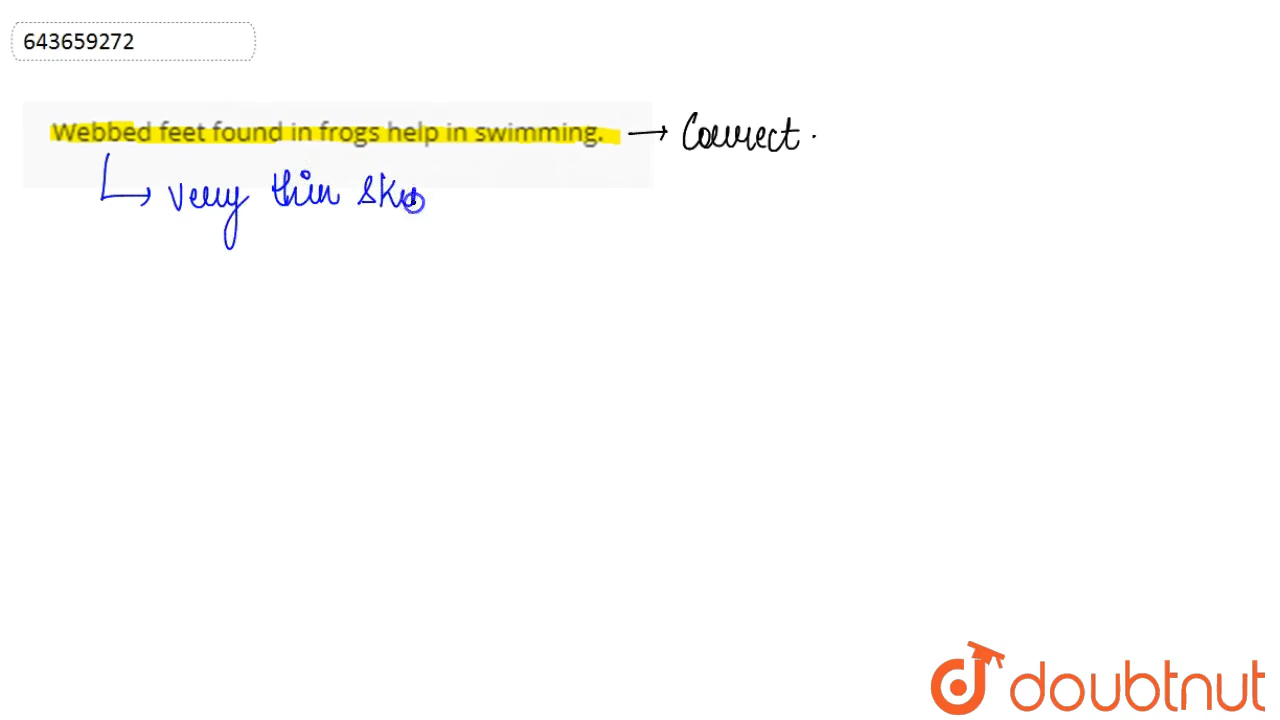 643659272
Webbed feet found in frogs help in swimming. → Correct.
↳ very thin
doubtnut